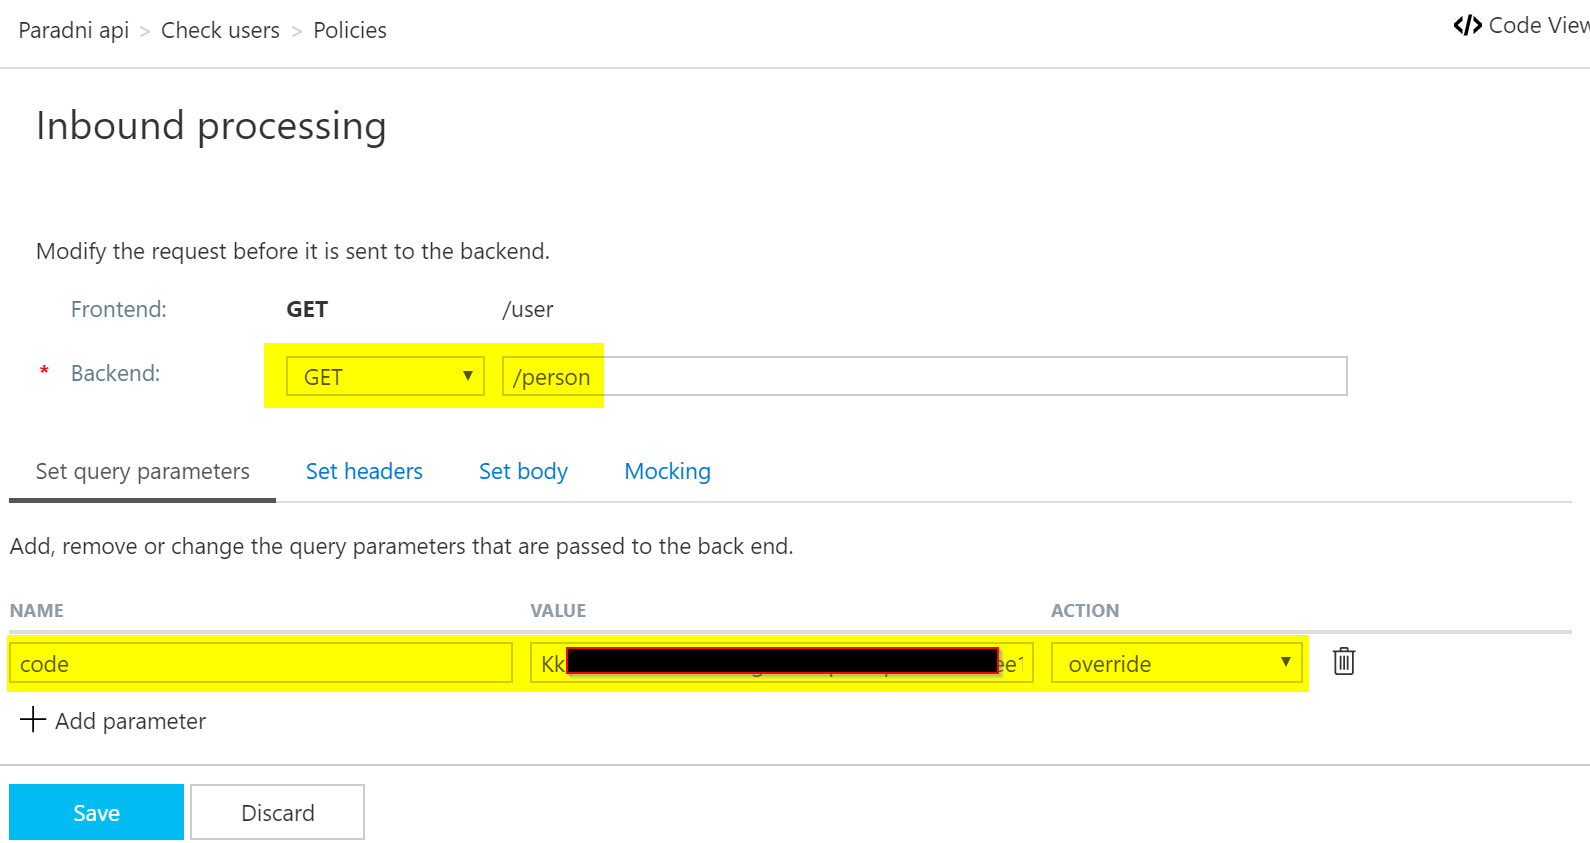 Paradni api > Check users > Policies
</> Code View
Inbound processing
Modify the request before it is sent to the backend.
Frontend: GET /user
* Backend: GET /person
Set query parameters Set headers Set body Mocking
Add, remove or change the query parameters that are passed to the back end.
NAME VALUE ACTION
code Kk ee1 override
Add parameter
Save Discard